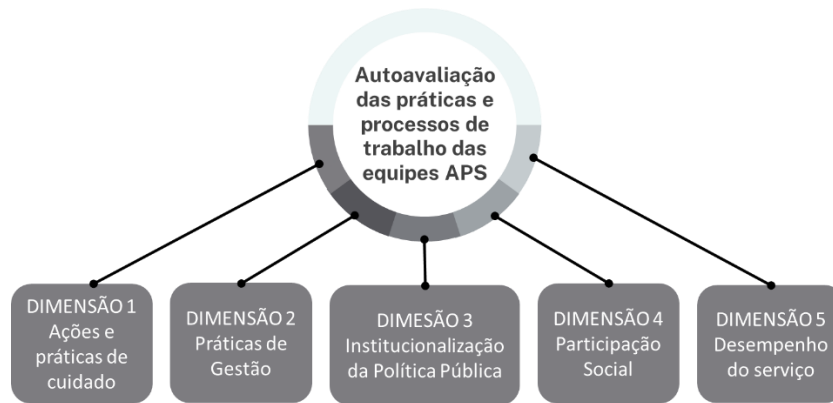 Autoavaliação
das práticas e
processos de
trabalho das
equipes APS
DIMENSÃO 1
Ações e
práticas de
cuidado
DIMENSÃO 2
Práticas de
Gestão
DIMESÃO 3
Institucionalização
da Política Pública
DIMENSÃO 4
Participação
Social
DIMENSÃO 5
Desempenho
do serviço